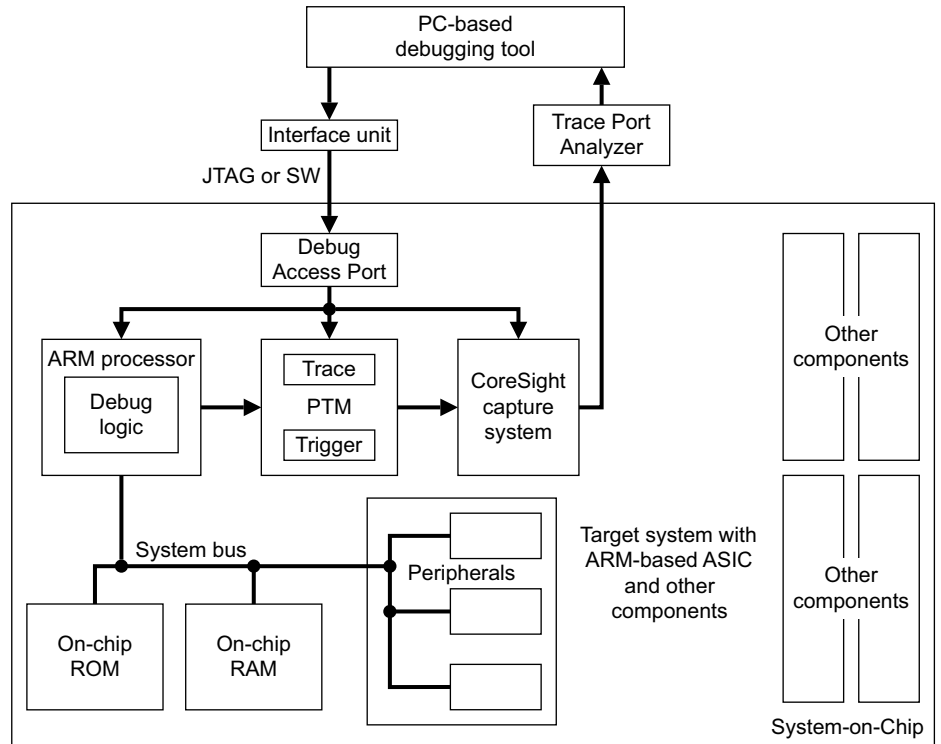 PC-based
debugging tool
Interface unit
Trace Port
Analyzer
JTAG or SW
Debug
Access Port
ARM processor
Debug
logic
Trace
PTM
Trigger
CoreSight
capture
system
Other
components
System bus
Peripherals
Target system with
ARM-based ASIC
and other
components
Other
components
On-chip
ROM
On-chip
RAM
System-on-Chip